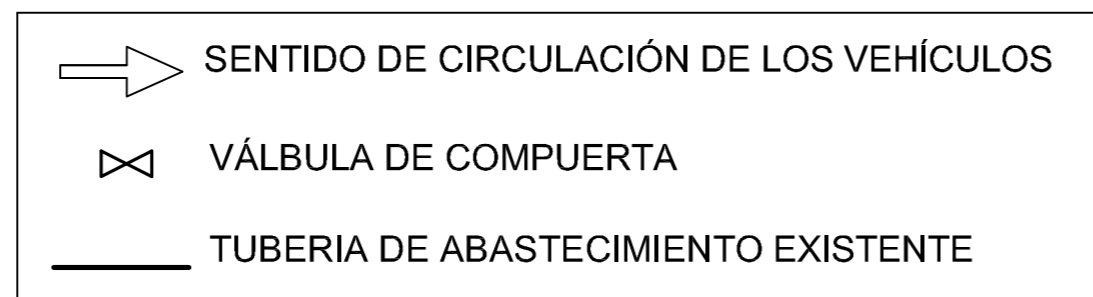 SENTIDO DE CIRCULACIÓN DE LOS VEHÍCULOS
VÁLBULA DE COMPUERTA
TUBERIA DE ABASTECIMIENTO EXISTENTE